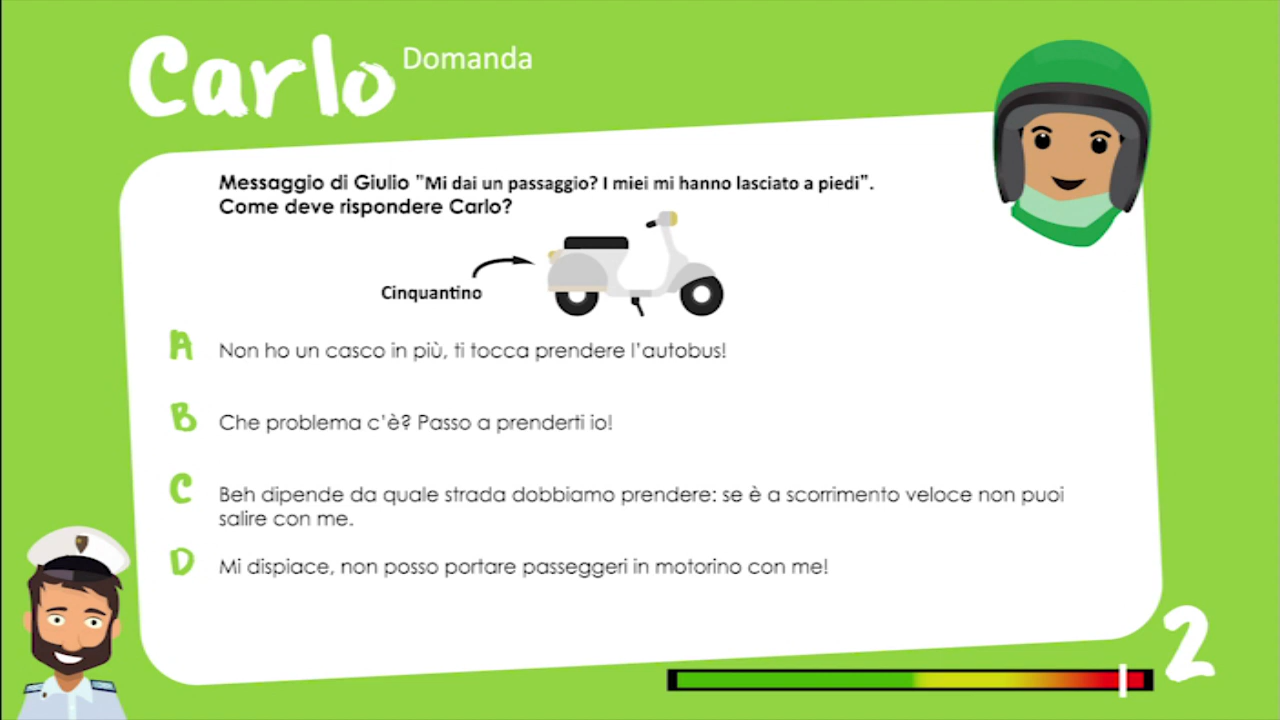 Carlo Domanda
Messaggio di Giulio "Mi dai un passaggio? I miei mi hanno lasciato a piedi".
Come deve rispondere Carlo?
Cinquantino
A Non ho un casco in più, ti tocca prendere l'autobus!
B Che problema c'è? Passo a prenderti io!
C Beh dipende da quale strada dobbiamo prendere: se è a scorrimento veloce non puoi
salire con me.
D Mi dispiace, non posso portare passeggeri in motorino con me!
2